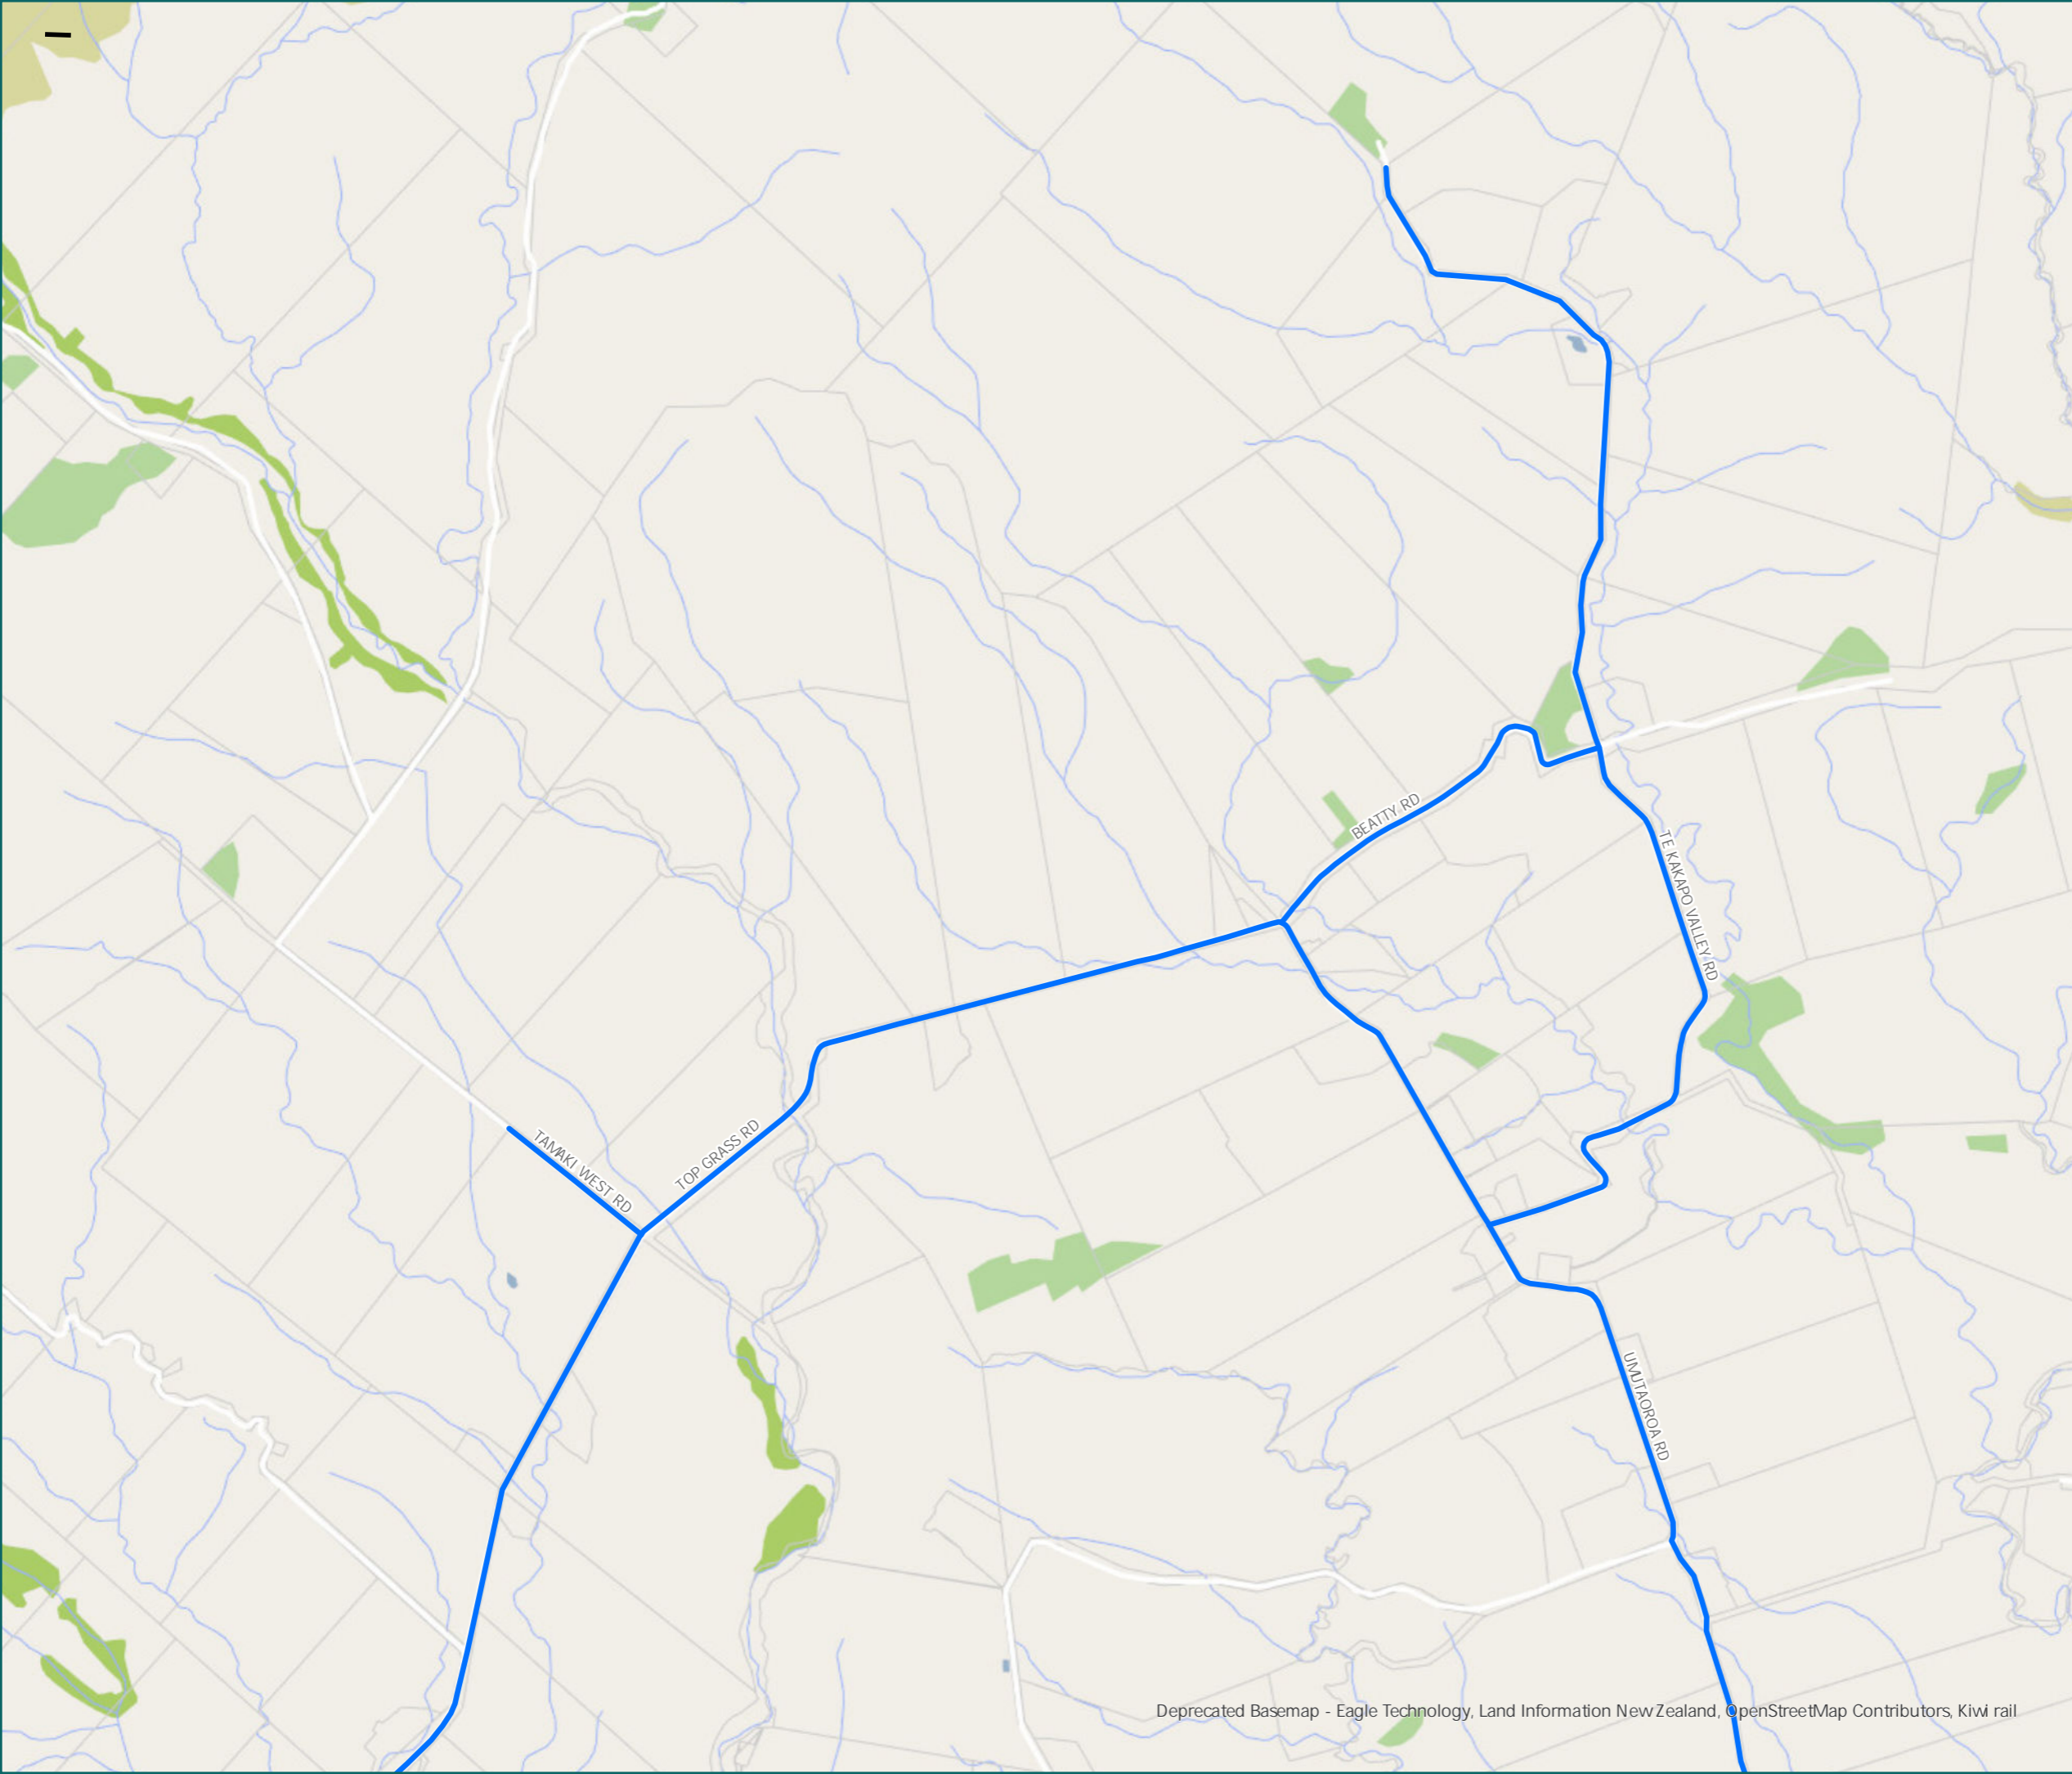 BEATTY RD
TE KAKAPO VALLEY RD
TAMAKI WEST RD
TOP GRASS RD
UMUTAOROA RD
Deprecated Basemap - Eagle Technology, Land Information New Zealand, OpenStreetMap Contributors, Kiwi rail